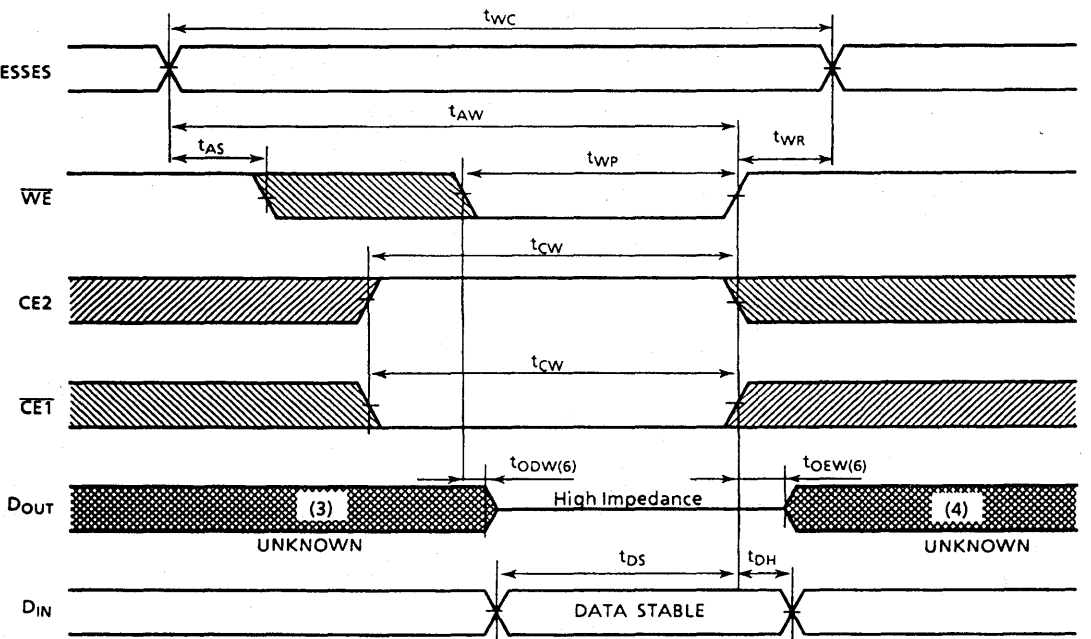 tWC
ESSES
tAW
tAS
tWP
tWR
WE
tCW
CE2
tCW
CE1
tODW(6)
tOEW(6)
DOUT
(3)
High Impedance
(4)
UNKNOWN
UNKNOWN
tDS
tDH
DIN
DATA STABLE